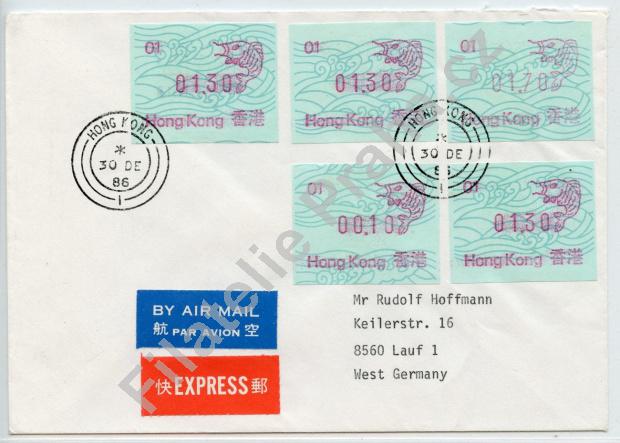 01
01.30
Hong Kong 香港
01
01.30
Hong Kong 香港
01
01.70
Hong Kong 香港
HONG KONG
*
30 DE
86
1
HONG KONG
*
30 DE
86
1
01
00.10
Hong Kong 香港
01
01.30
Hong Kong 香港
BY AIR MAIL
航 PAR AVION 空
快 EXPRESS 郵
Mr Rudolf Hoffmann
Keilerstr. 16
8560 Lauf 1
West Germany
Filatelie Praha.cz